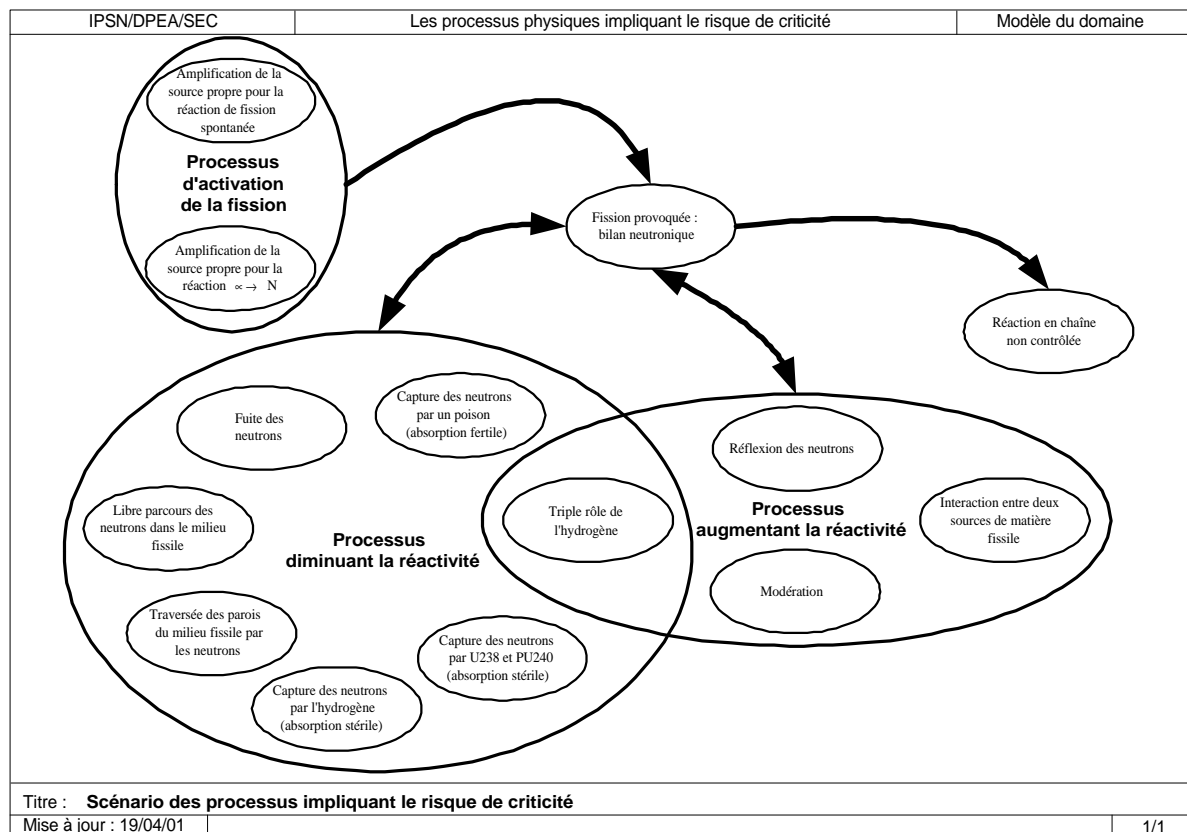 IPSN/DPEA/SEC
Les processus physiques impliquant le risque de criticité
Modèle du domaine
Amplification de la
source propre pour la
réaction de fission
spontanée
Processus
d'activation
de la fission
Amplification de la
source propre pour la
réaction ∝→ N
Fission provoquée :
bilan neutronique
Réaction en chaîne
non contrôlée
Fuite des
neutrons
Capture des neutrons
par un poison
(absorption fertile)
Libre parcours des
neutrons dans le milieu
fissile
Processus
diminuant la réactivité
Triple rôle de
l'hydrogène
Traversée des parois
du milieu fissile par
les neutrons
Capture des neutrons
par l'hydrogène
(absorption stérile)
Capture des neutrons
par U238 et PU240
(absorption stérile)
Réflexion des neutrons
Processus
augmentant la réactivité
Interaction entre deux
sources de matière
fissile
Modération
Titre : Scénario des processus impliquant le risque de criticité
Mise à jour : 19/04/01
1/1